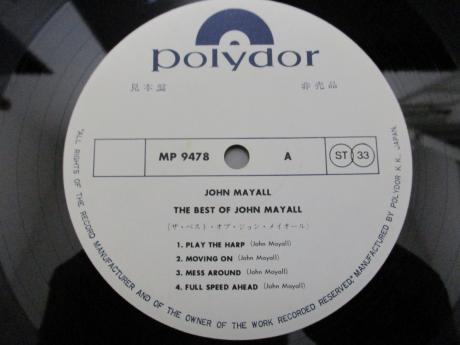 polydor
見本盤 非売品
MP 9478 A ST 33
JOHN MAYALL
THE BEST OF JOHN MAYALL
(ザ・ベスト・オブ・ジョン・メイオール)
1. PLAY THE HARP (John Mayall)
2. MOVING ON (John Mayall)
3. MESS AROUND (John Mayall)
4. FULL SPEED AHEAD (John Mayall)
"ALL RIGHTS OF THE RECORD MANUFACTURER AND OF THE OWNER OF THE WORK RECORDED RESERVED" MANUFACTURED BY POLYDOR K.K., JAPAN.